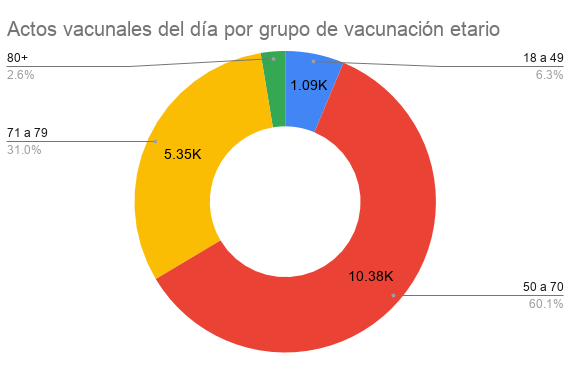 Actos vacunales del día por grupo de vacunación etario
80+
2.6%
18 a 49
6.3%
1.09K
71 a 79
31.0%
5.35K
10.38K
50 a 70
60.1%